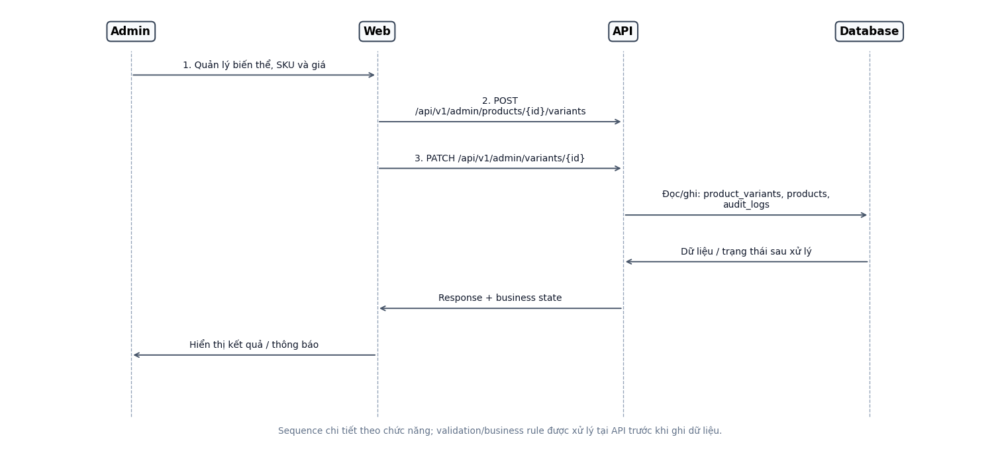 Admin
Web
API
Database
1. Quản lý biến thể, SKU và giá
2. POST
/api/v1/admin/products/{id}/variants
3. PATCH /api/v1/admin/variants/{id}
Đọc/ghi: product_variants, products,
audit_logs
Dữ liệu / trạng thái sau xử lý
Response + business state
Hiển thị kết quả / thông báo
Sequence chi tiết theo chức năng; validation/business rule được xử lý tại API trước khi ghi dữ liệu.